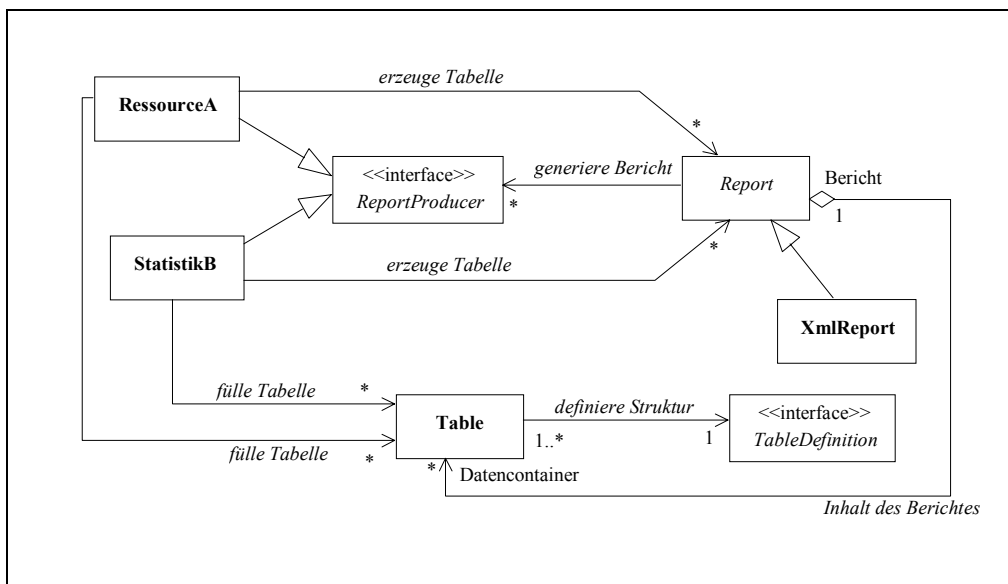 erzeuge Tabelle
RessourceA
*
<<interface>>
ReportProducer
generiere Bericht
*
Report
Bericht
1
StatistikB
erzeuge Tabelle
*
XmlReport
fülle Tabelle
*
Table
definiere Struktur
1..*
1
<<interface>>
TableDefinition
fülle Tabelle
*
*
Datencontainer
Inhalt des Berichtes